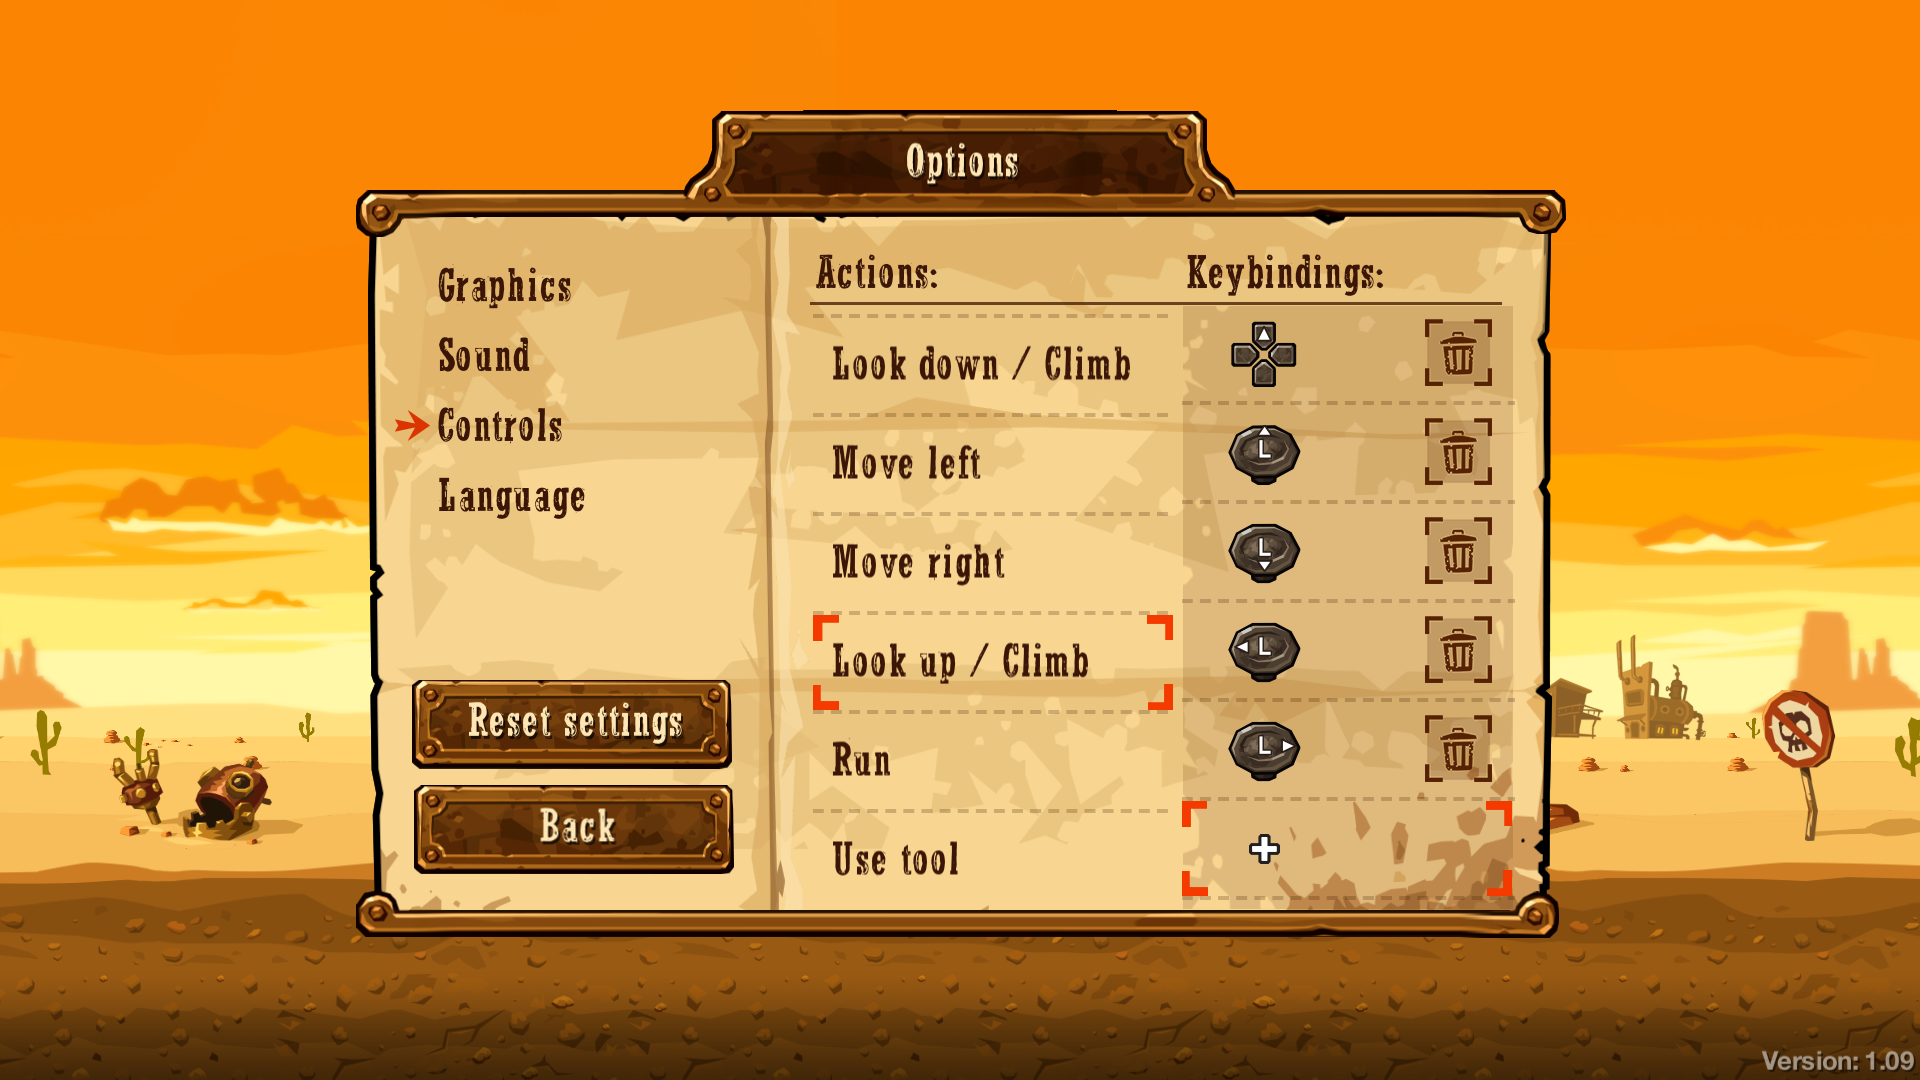 Options
Graphics
Sound
Controls
Language
Reset settings
Back
Actions:
Keybindings:
Look down / Climb
Move left
L
Move right
L
Look up / Climb
L
Run
L
Use tool
Version: 1.09